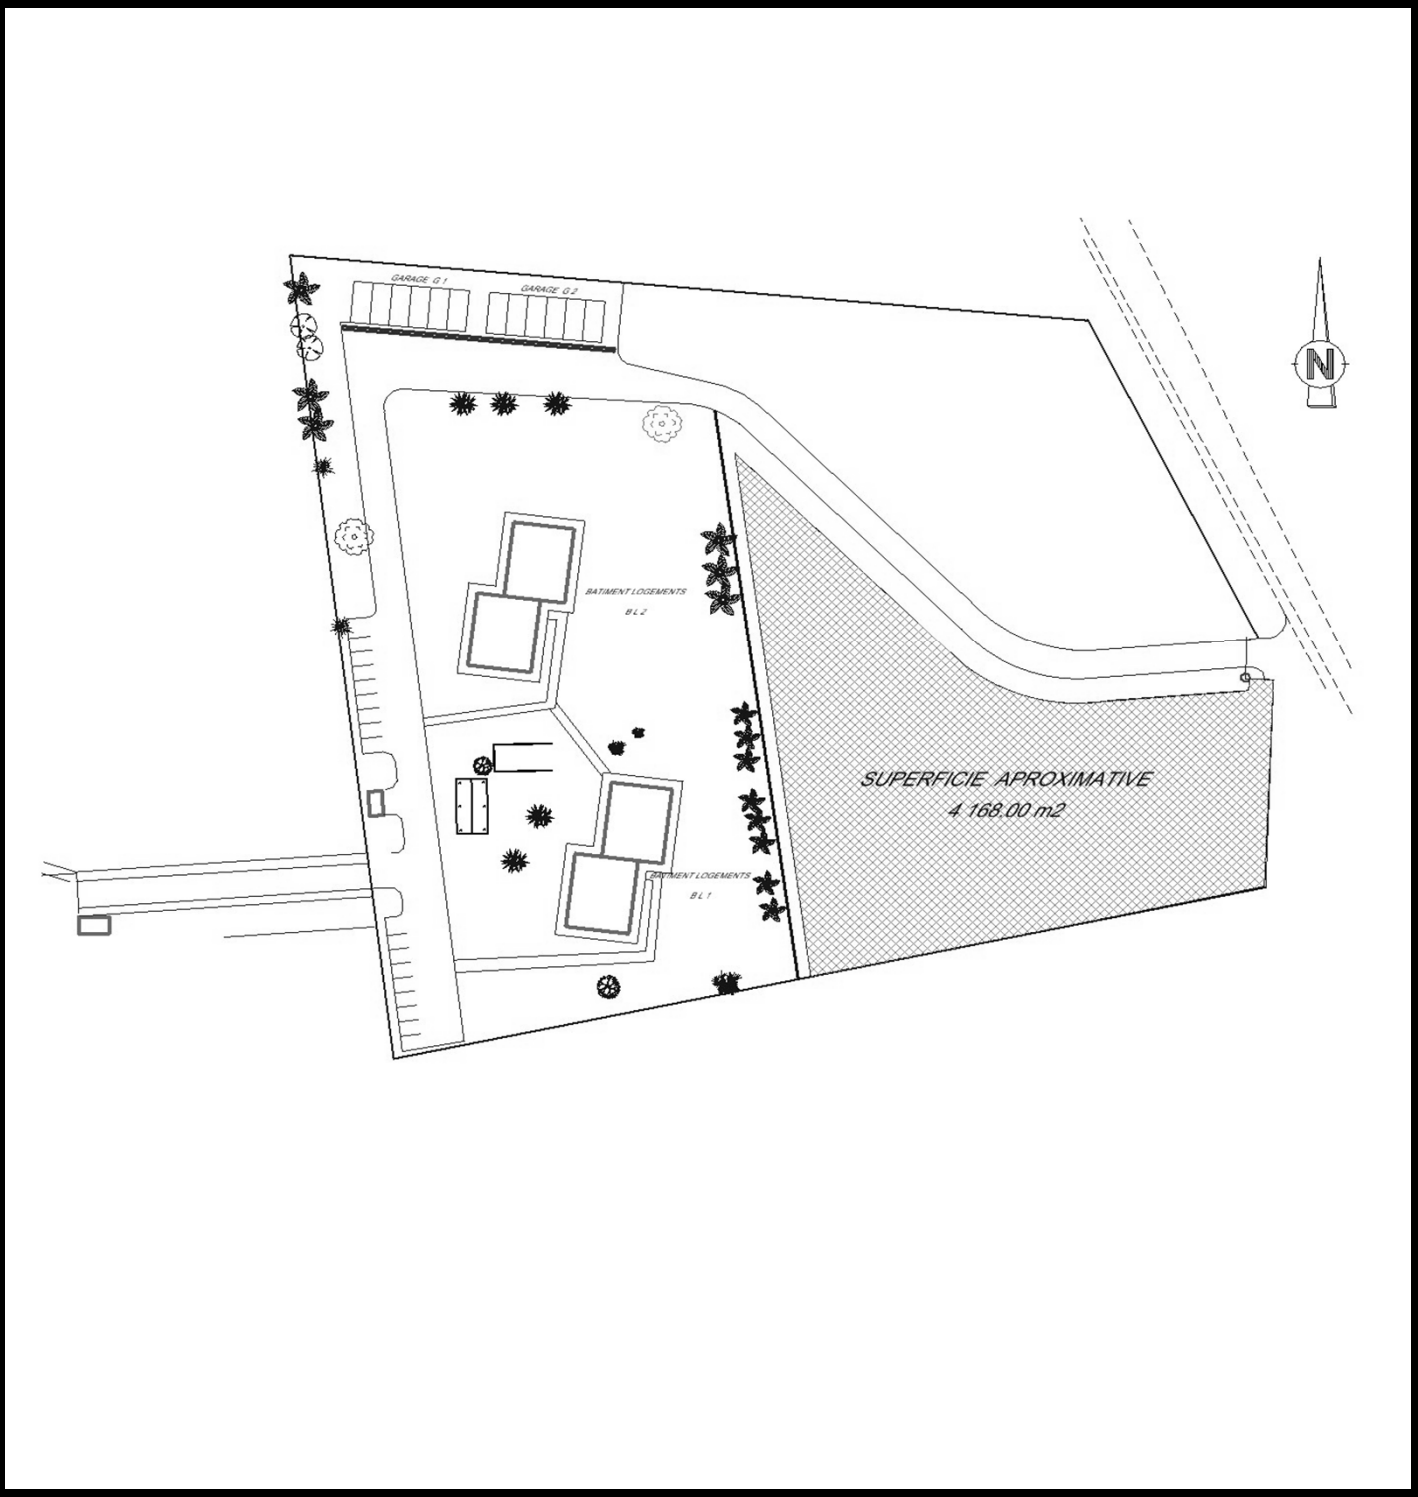 GARAGE G 1
GARAGE G 2
N
BATIMENT LOGEMENTS
B L 2
SUPERFICIE APROXIMATIVE
4 168.00 m2
BATIMENT LOGEMENTS
B L 1